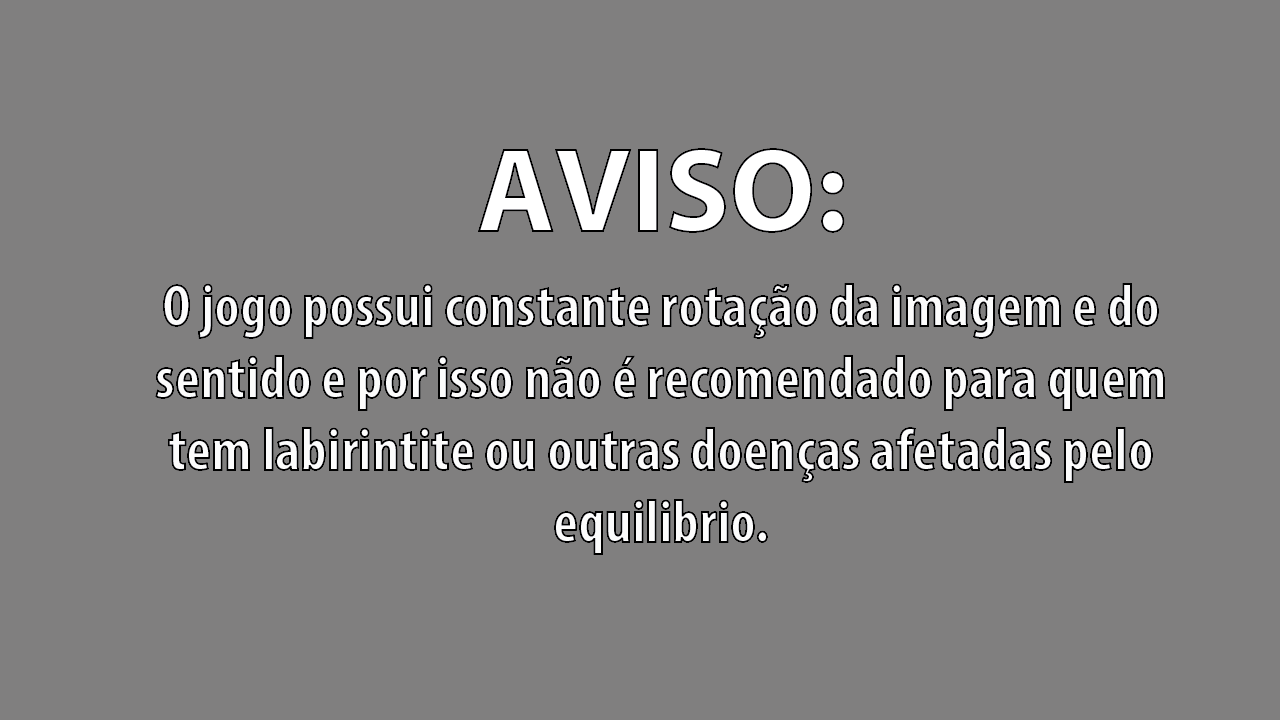 AVISO:
O jogo possui constante rotação da imagem e do
sentido e por isso não é recomendado para quem
tem labirintite ou outras doenças afetadas pelo
equilibrio.